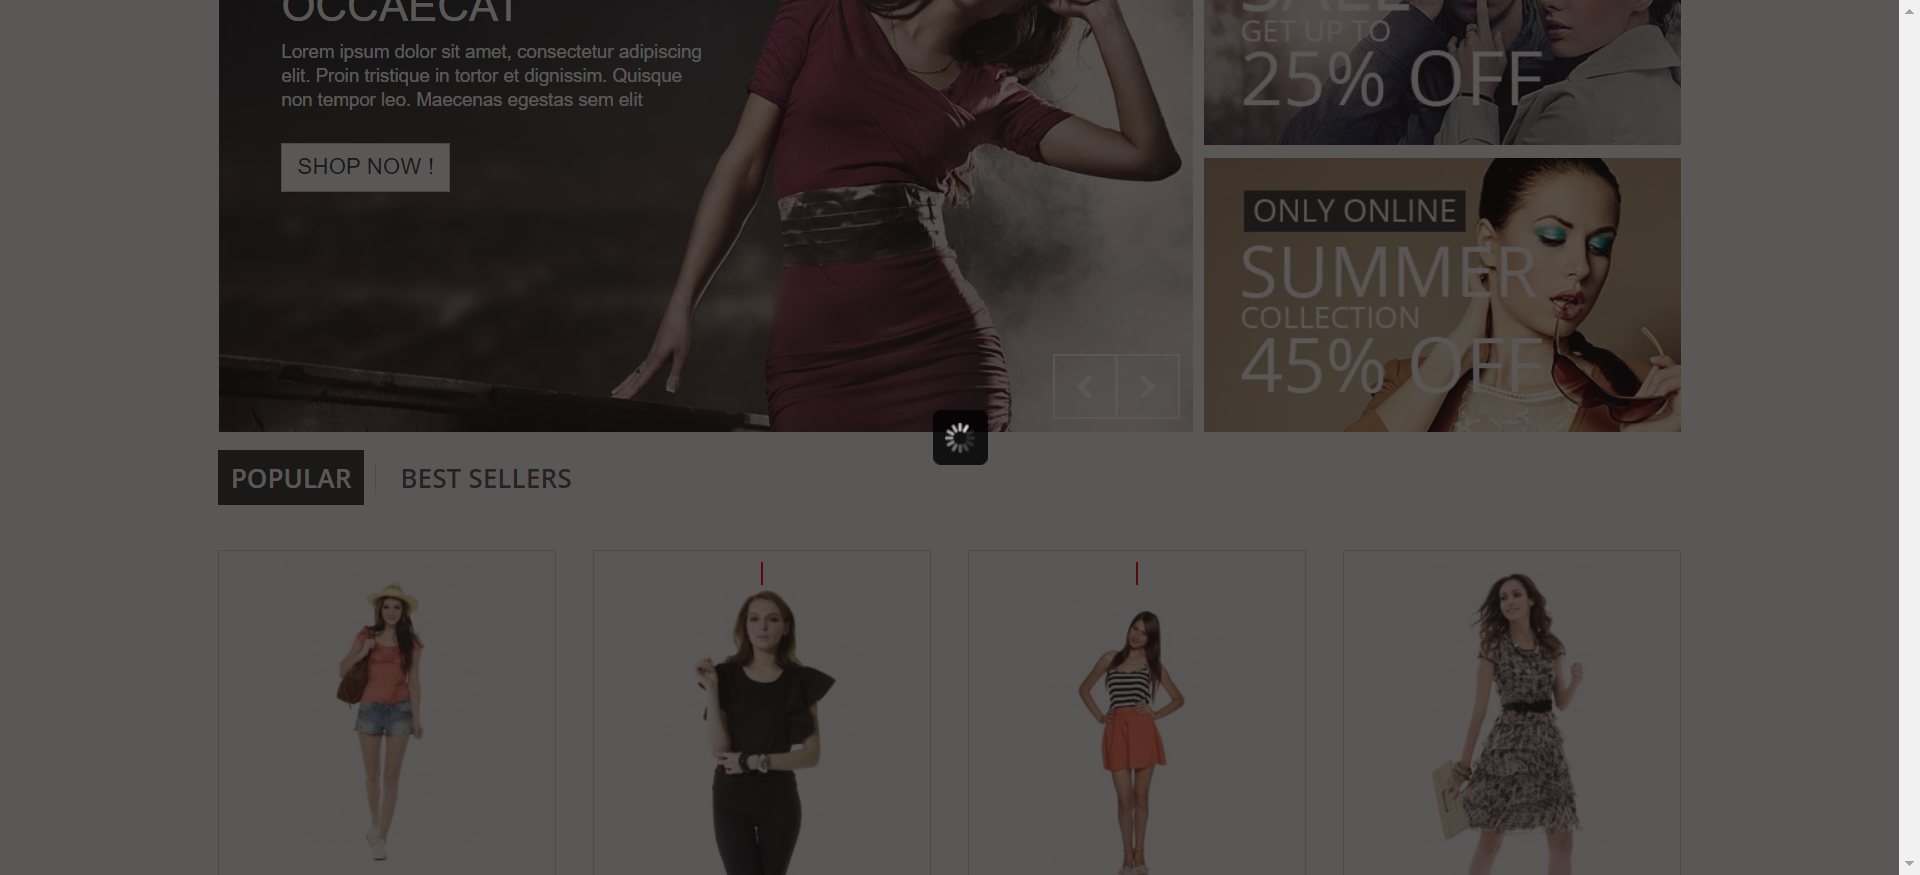 OCCAECAT
Lorem ipsum dolor sit amet, consectetur adipiscing
elit. Proin tristique in tortor et dignissim. Quisque
non tempor leo. Maecenas egestas sem elit
SHOP NOW !
SALE
GET UP TO
25% OFF
ONLY ONLINE
SUMMER
COLLECTION
45% OFF
POPULAR
BEST SELLERS